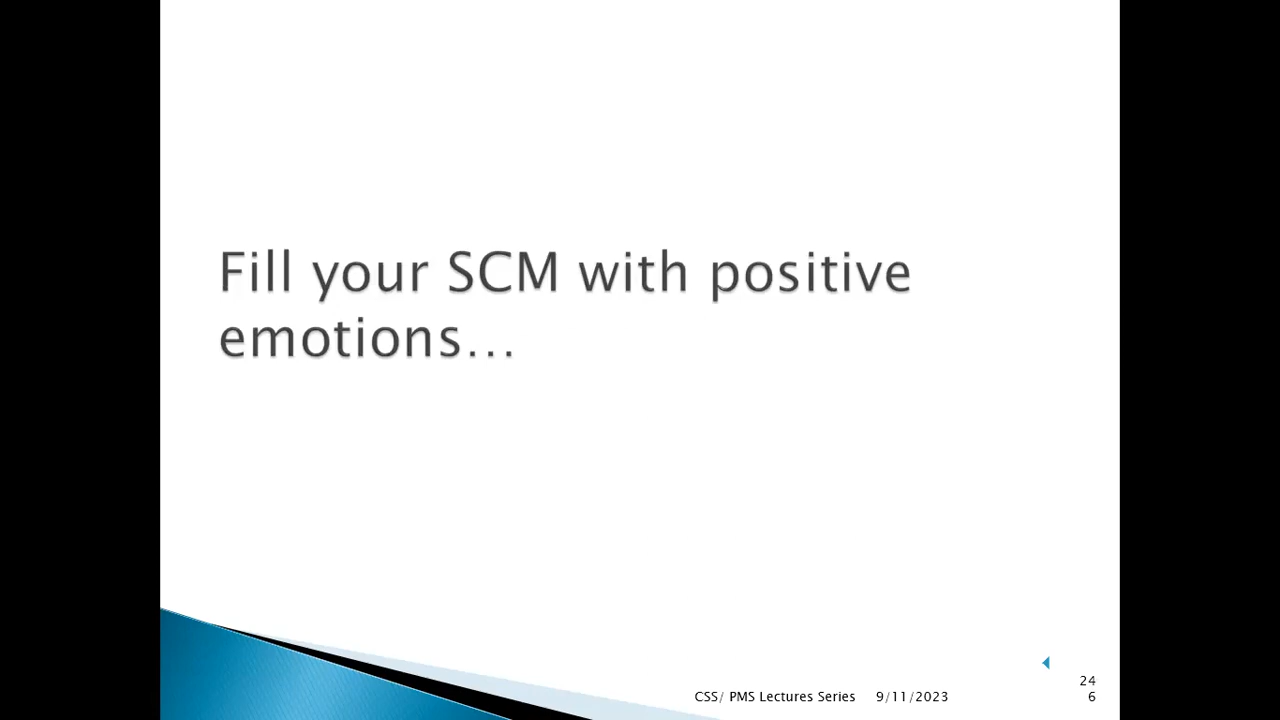 Fill your SCM with positive
emotions…
CSS/ PMS Lectures Series 9/11/2023
24
6